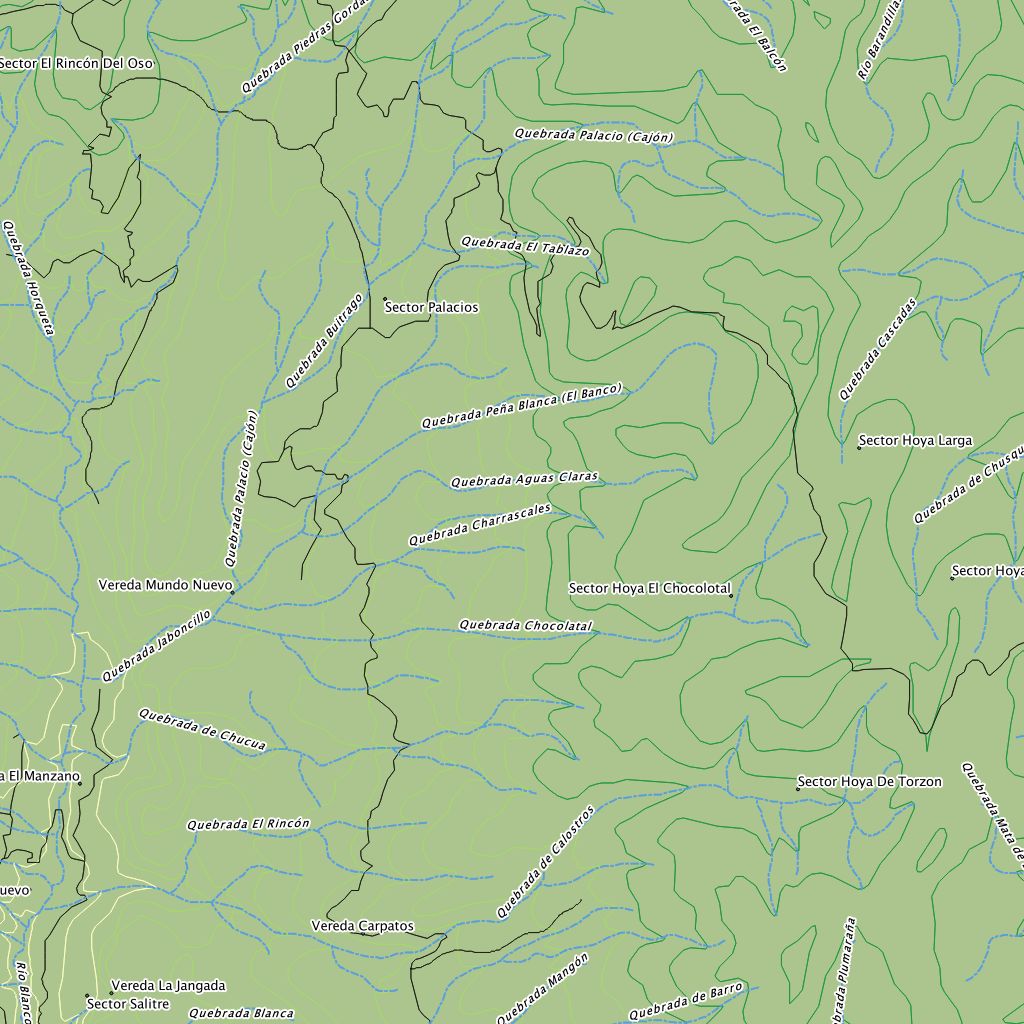 Quebrada Piedras Gordas
Quebrada El Balcón
Río Barandillas
Sector El Rincón Del Oso
Quebrada Palacio (Cajón)
Quebrada Horqueta
Quebrada El Tablazo
Sector Palacios
Quebrada Buitrago
Quebrada Cascadas
Quebrada Peña Blanca (El Banco)
Quebrada Palacio (Cajón)
Sector Hoya Larga
Quebrada de Chusqu
Quebrada Aguas Claras
Quebrada Charrascales
Sector Hoya
Vereda Mundo Nuevo
Sector Hoya El Chocolotal
Quebrada Jaboncillo
Quebrada Chocolatal
Quebrada de Chucua
a El Manzano
Sector Hoya De Torzon
Quebrada Mata de
Quebrada El Rincón
Quebrada de Calostros
uevo
Vereda Carpatos
brada Plumaraña
Río Blanco
Vereda La Jangada
Sector Salitre
Quebrada Mangón
Quebrada de Barro
Quebrada Blanca